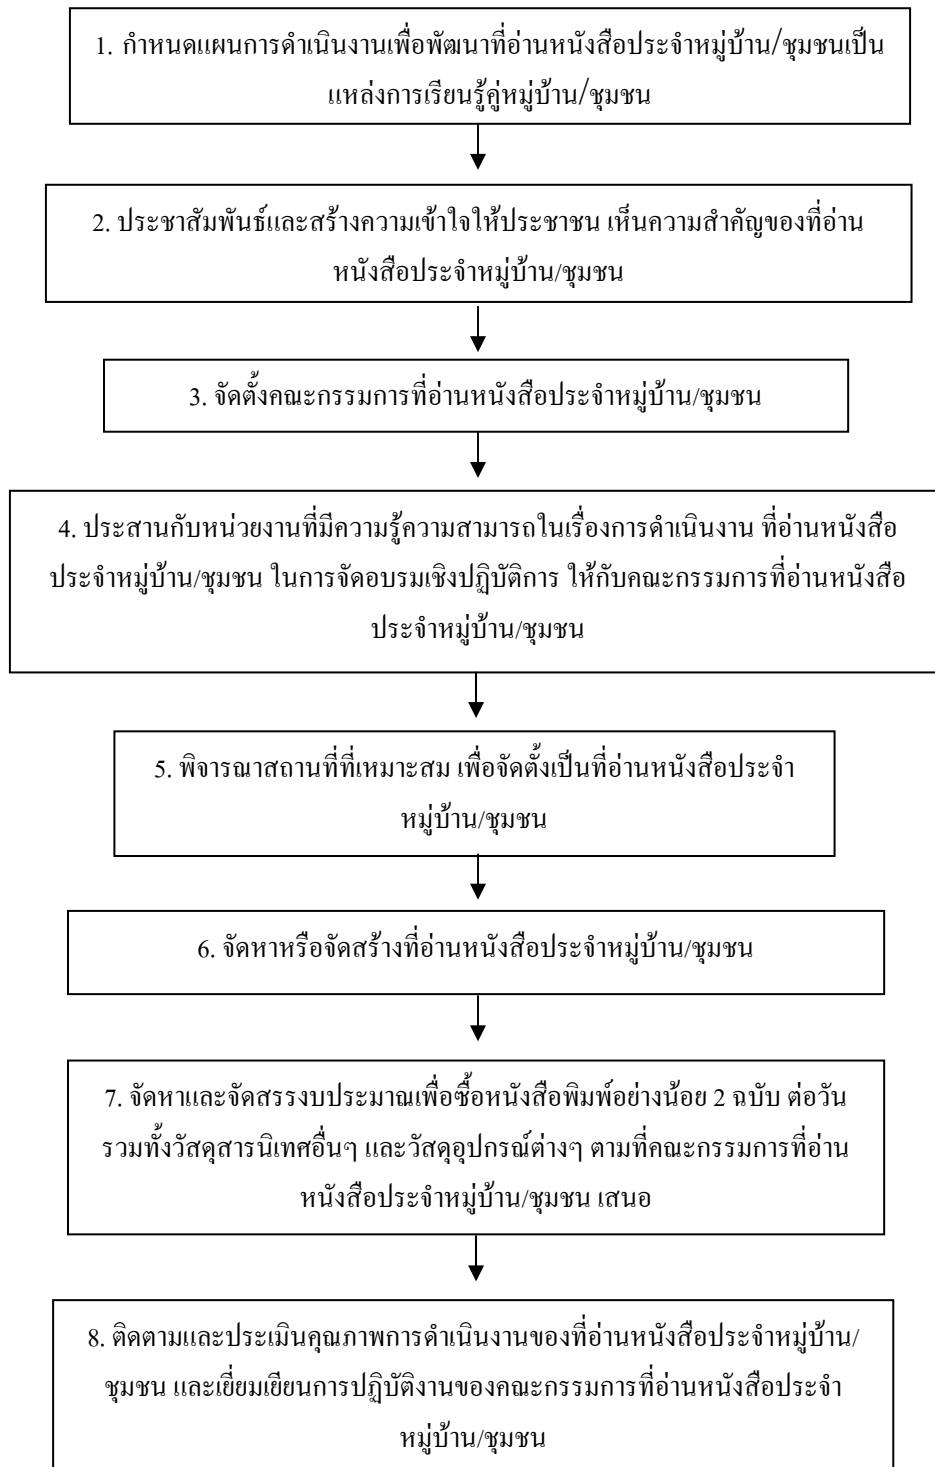 1. กำหนดแผนการดำเนินงานเพื่อพัฒนาที่อ่านหนังสือประจำหมู่บ้าน/ชุมชนเป็น
แหล่งการเรียนรู้คู่หมู่บ้าน/ชุมชน
2. ประชาสัมพันธ์และสร้างความเข้าใจให้ประชาชน เห็นความสำคัญของที่อ่าน
หนังสือประจำหมู่บ้าน/ชุมชน
3. จัดตั้งคณะกรรมการที่อ่านหนังสือประจำหมู่บ้าน/ชุมชน
4. ประสานกับหน่วยงานที่มีความรู้ความสามารถในเรื่องการดำเนินงาน ที่อ่านหนังสือ
ประจำหมู่บ้าน/ชุมชน ในการจัดอบรมเชิงปฏิบัติการ ให้กับคณะกรรมการที่อ่านหนังสือ
ประจำหมู่บ้าน/ชุมชน
5. พิจารณาสถานที่ที่เหมาะสม เพื่อจัดตั้งเป็นที่อ่านหนังสือประจำ
หมู่บ้าน/ชุมชน
6. จัดหาหรือจัดสร้างที่อ่านหนังสือประจำหมู่บ้าน/ชุมชน
7. จัดหาและจัดสรรงบประมาณเพื่อซื้อหนังสือพิมพ์อย่างน้อย 2 ฉบับ ต่อวัน
รวมทั้งวัสดุสารนิเทศอื่นๆ และวัสดุอุปกรณ์ต่างๆ ตามที่คณะกรรมการที่อ่าน
หนังสือประจำหมู่บ้าน/ชุมชน เสนอ
8. ติดตามและประเมินคุณภาพการดำเนินงานของที่อ่านหนังสือประจำหมู่บ้าน/
ชุมชน และเยี่ยมเยียนการปฏิบัติงานของคณะกรรมการที่อ่านหนังสือประจำ
หมู่บ้าน/ชุมชน